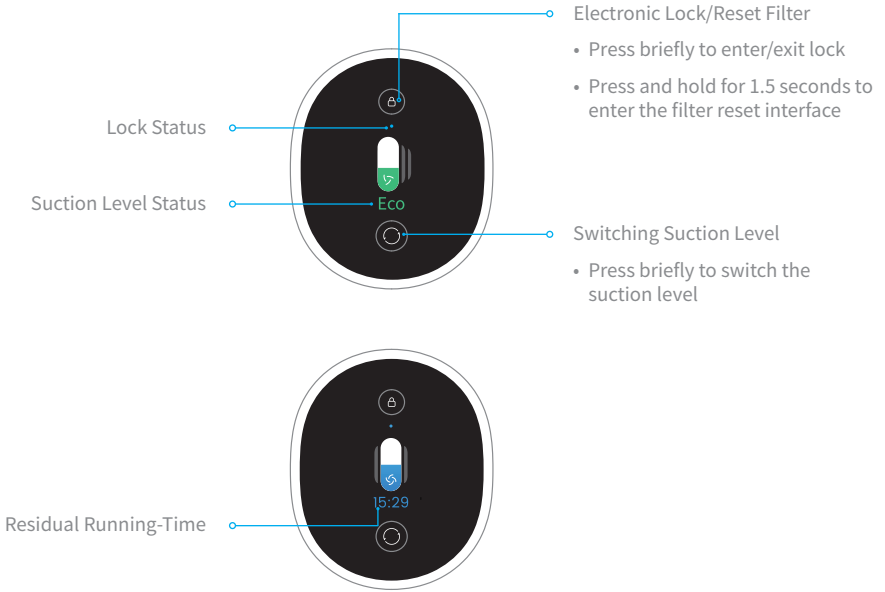 Electronic Lock/Reset Filter
• Press briefly to enter/exit lock
• Press and hold for 1.5 seconds to
enter the filter reset interface
Lock Status
Suction Level Status
Eco
Switching Suction Level
• Press briefly to switch the
suction level
15:29
Residual Running-Time